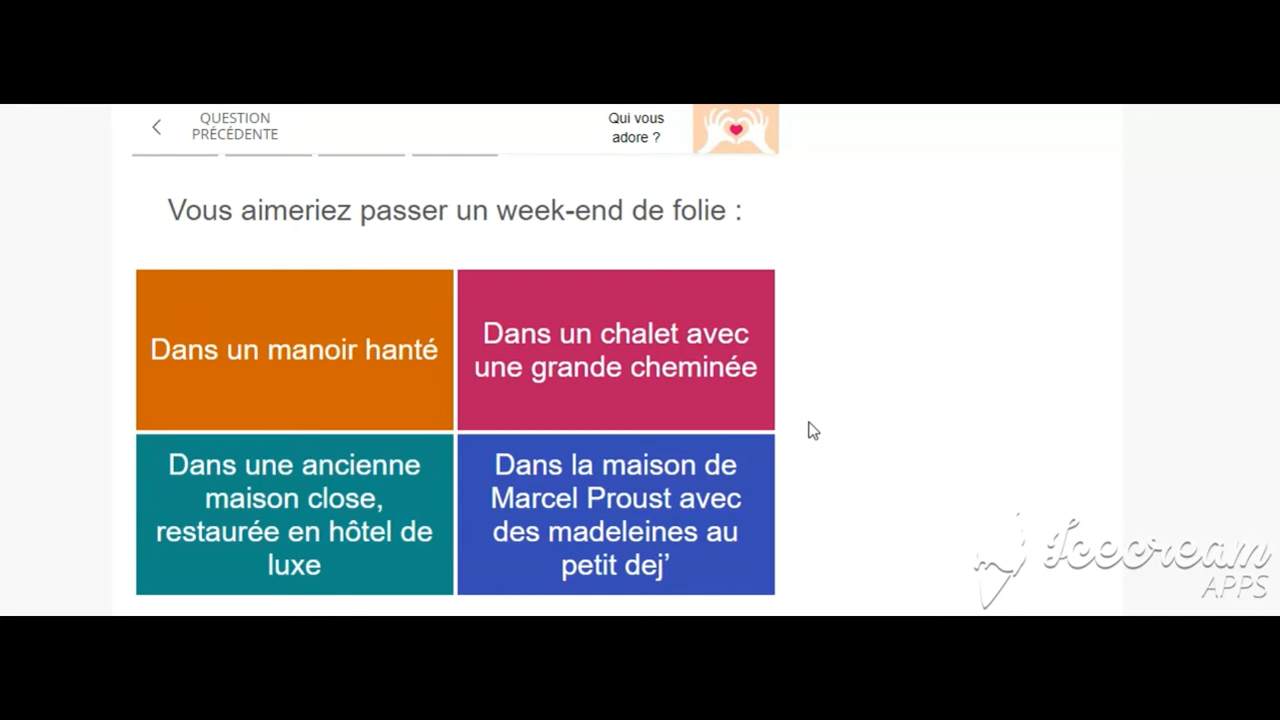 QUESTION
PRÉCÉDENTE
Qui vous
adore ?
Vous aimeriez passer un week-end de folie :
Dans un manoir hanté
Dans un chalet avec
une grande cheminée
Dans une ancienne
maison close,
restaurée en hôtel de
luxe
Dans la maison de
Marcel Proust avec
des madeleines au
petit dej’
Icecream
APPS